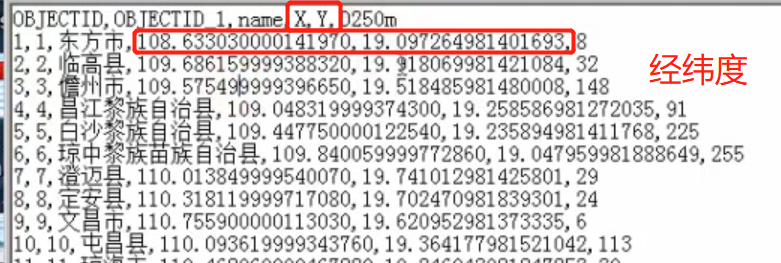 OBJECTID,OBJECTID_1,name,X,Y,D250m
1,1,东方市,108.633030000141970,19.097264981401693,8
2,2,临高县,109.686159999388320,19.918069981421084,32
3,3,儋州市,109.575499999396650,19.518485981480008,148
经纬度
4,4,昌江黎族自治县,109.048319999374300,19.258586981272035,91
5,5,白沙黎族自治县,109.447750000122540,19.235894981411768,225
6,6,琼中黎族苗族自治县,109.840059999772860,19.047959981888649,255
7,7,澄迈县,110.013849999540070,19.741012981425801,29
8,8,定安县,110.318119999717080,19.702470981839301,24
9,9,文昌市,110.755900000113030,19.620952981373335,6
10,10,屯昌县,110.093619999343760,19.364177981521042,113